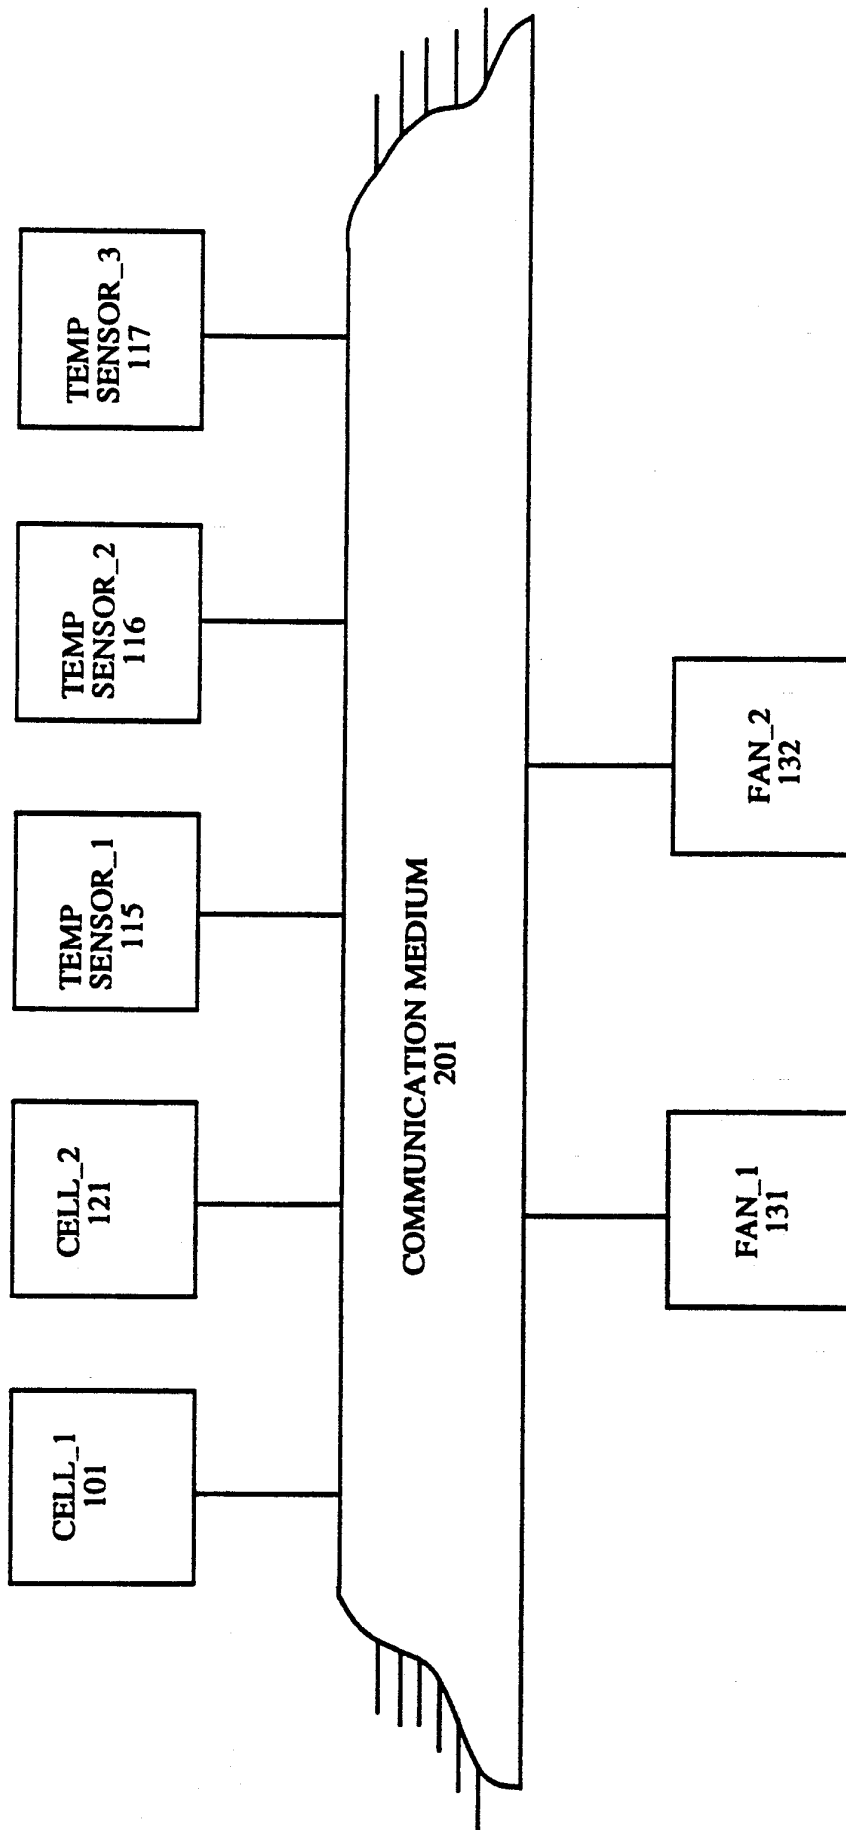 CELL_1
101
CELL_2
121
TEMP
SENSOR_1
115
TEMP
SENSOR_2
116
TEMP
SENSOR_3
117
COMMUNICATION MEDIUM
201
FAN_1
131
FAN_2
132